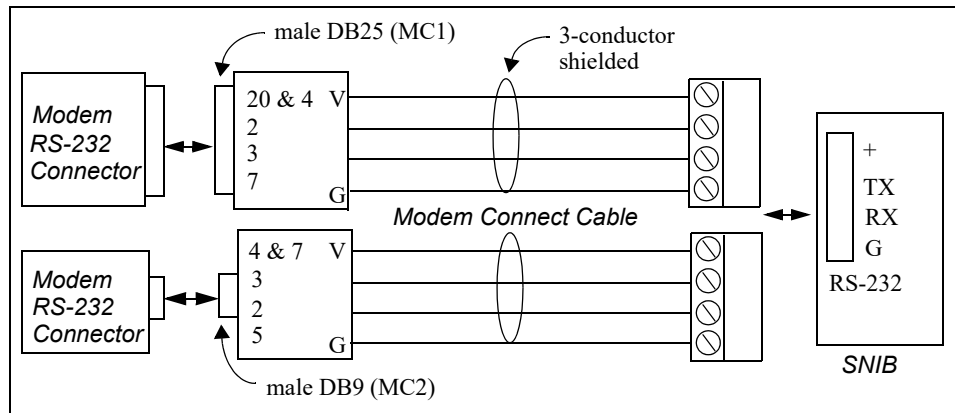 male DB25 (MC1)
3-conductor
shielded
Modem
RS-232
Connector
20 & 4 V
2
3
7
G
+
TX
RX
G
RS-232
SNIB
Modem Connect Cable
Modem
RS-232
Connector
4 & 7 V
3
2
5
G
male DB9 (MC2)